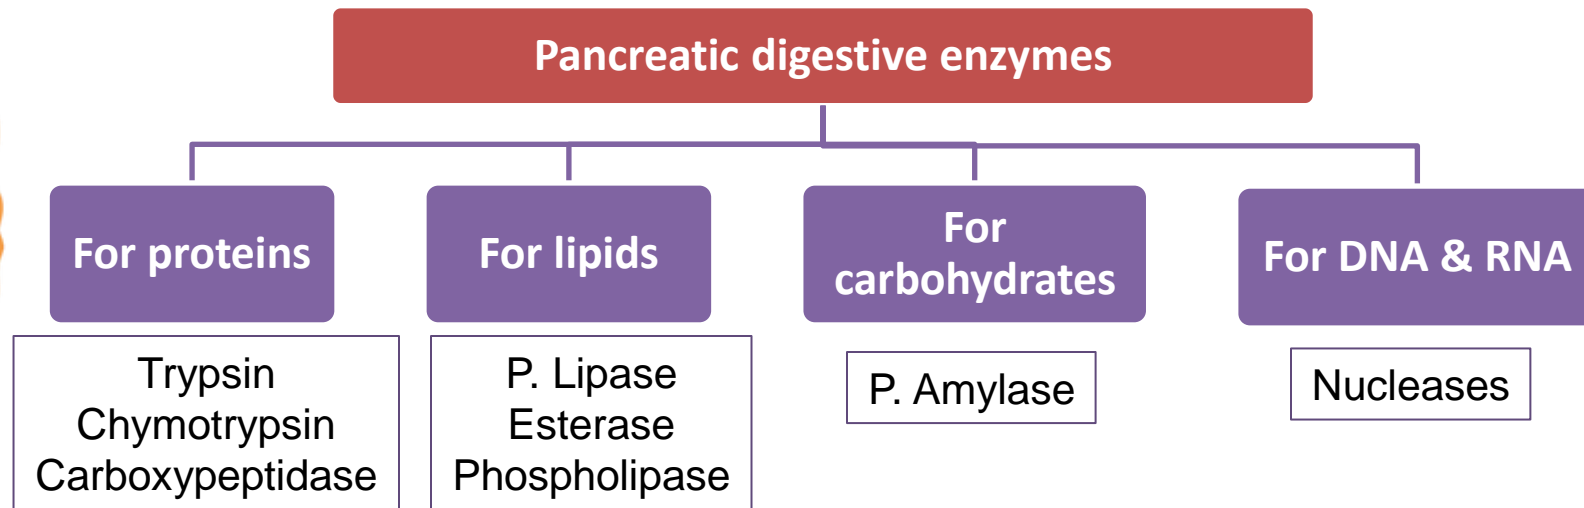 Pancreatic digestive enzymes
For proteins
For lipids
For
carbohydrates
For DNA & RNA
Trypsin
Chymotrypsin
Carboxypeptidase
P. Lipase
Esterase
Phospholipase
P. Amylase
Nucleases